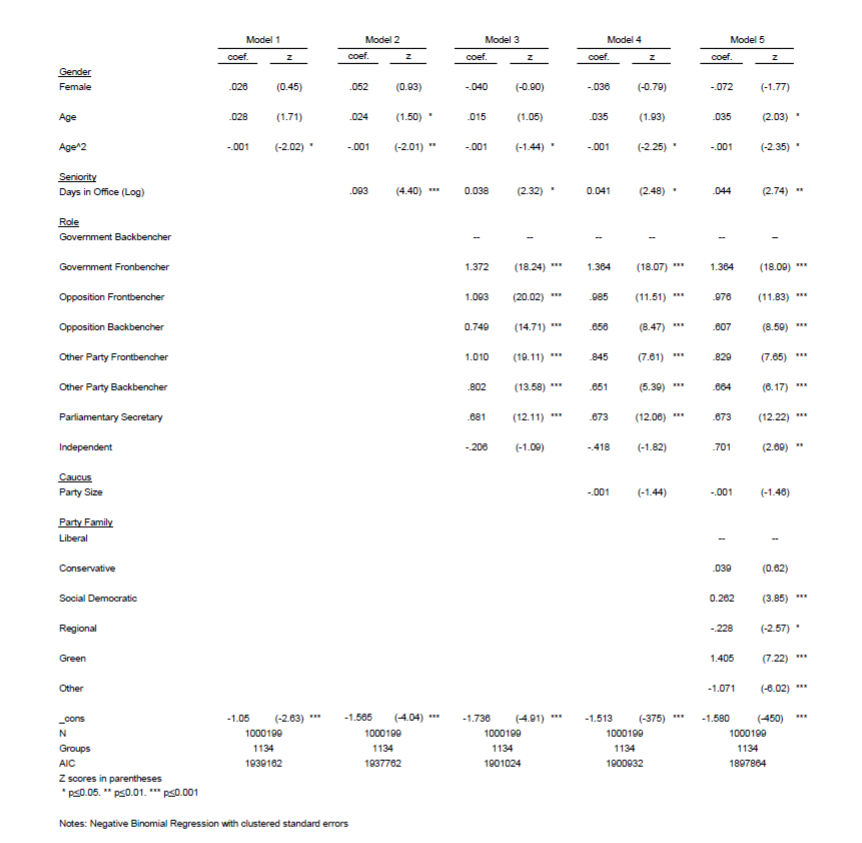 Model 1 Model 2 Model 3 Model 4 Model 5
coef. z coef. z coef. z coef. z coef. z
Gender
Female .026 (0.45) .052 (0.93) -.040 (-0.90) -.036 (-0.79) -.072 (-1.77)
Age .028 (1.71) .024 (1.50) * .015 (1.05) .035 (1.93) .035 (2.03) *
Age^2 -.001 (-2.02) * -.001 (-2.01) ** -.001 (-1.44) * -.001 (-2.25) * -.001 (-2.35) *
Seniority
Days in Office (Log) .093 (4.40) *** 0.038 (2.32) * 0.041 (2.48) * .044 (2.74) **
Role
Government Backbencher -- -- -- -- -- --
Government Fronbencher 1.372 (18.24) *** 1.364 (18.07) *** 1.364 (18.09) ***
Opposition Frontbencher 1.093 (20.02) *** .985 (11.51) *** .976 (11.83) ***
Opposition Backbencher 0.749 (14.71) *** .656 (8.47) *** .607 (8.59) ***
Other Party Frontbencher 1.010 (19.11) *** .845 (7.61) *** .829 (7.65) ***
Other Party Backbencher .802 (13.58) *** .651 (5.39) *** .664 (6.17) ***
Parliamentary Secretary .681 (12.11) *** .673 (12.06) *** .673 (12.22) ***
Independent -.206 (-1.09) -.418 (-1.82) .701 (2.69) **
Caucus
Party Size -.001 (-1.44) -.001 (-1.46)
Party Family
Liberal -- --
Conservative .039 (0.62)
Social Democratic 0.262 (3.85) ***
Regional -.228 (-2.57) *
Green 1.405 (7.22) ***
Other -1.071 (-6.02) ***
_cons -1.05 (-2.63) *** -1.565 (-4.04) *** -1.736 (-4.91) *** -1.513 (-375) *** -1.580 (-450) ***
N 1000199 1000199 1000199 1000199 1000199
Groups 1134 1134 1134 1134 1134
AIC 1939162 1937762 1901024 1900932 1897864
Z scores in parentheses
* p≤0.05. ** p≤0.01. *** p≤0.001
Notes: Negative Binomial Regression with clustered standard errors